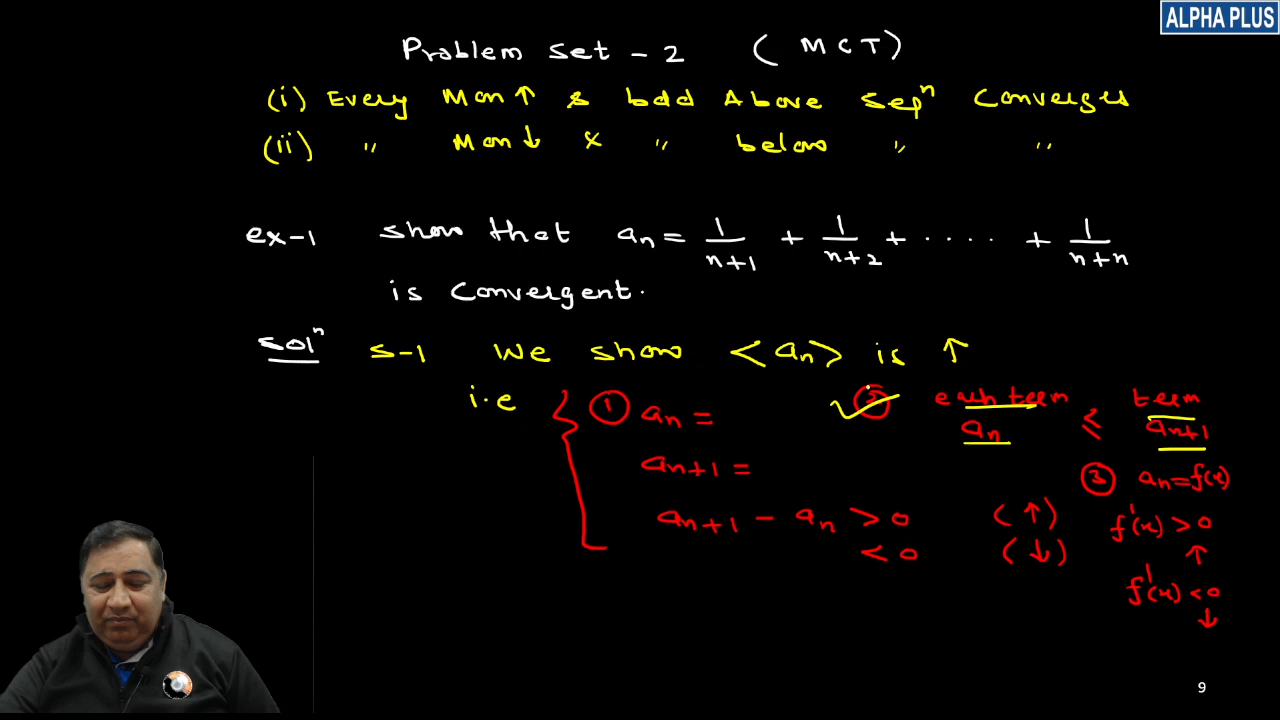 ALPHA PLUS
Problem set - 2 ( MCT )
(i) Every Mon↑ & bdd Above seqⁿ Converges
(ii) " Mon↓ & " below " "
ex-1 show that aₙ = 1/(n+1) + 1/(n+2) + ..... + 1/(n+n)
is Convergent.
solⁿ s-1 We show <aₙ> is ↑
i.e ① aₙ = ② each term ≤ term
aₙ aₙ₊₁
aₙ₊₁ = ③ aₙ = f(x)
aₙ₊₁ - aₙ > 0 (↑) f'(x) > 0
< 0 (↓) ↑
f'(x) < 0
↓
9